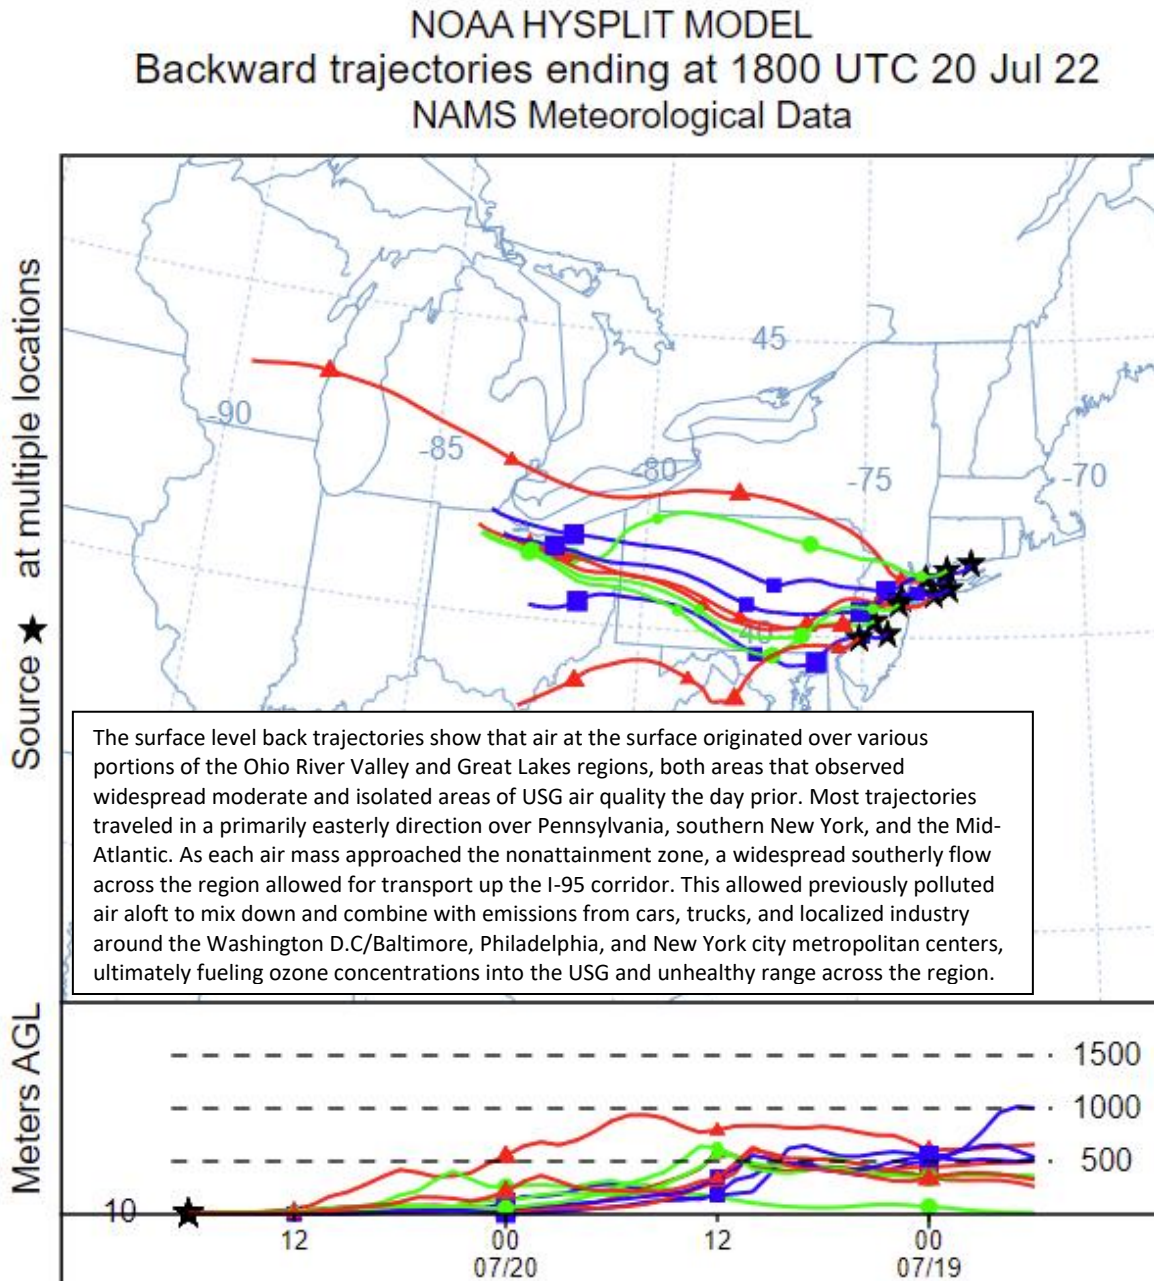 NOAA HYSPLIT MODEL
Backward trajectories ending at 1800 UTC 20 Jul 22
NAMS Meteorological Data
Source ★ at multiple locations
45
-90
-85
-80
-75
-70
40
The surface level back trajectories show that air at the surface originated over various
portions of the Ohio River Valley and Great Lakes regions, both areas that observed
widespread moderate and isolated areas of USG air quality the day prior. Most trajectories
traveled in a primarily easterly direction over Pennsylvania, southern New York, and the Mid-
Atlantic. As each air mass approached the nonattainment zone, a widespread southerly flow
across the region allowed for transport up the I-95 corridor. This allowed previously polluted
air aloft to mix down and combine with emissions from cars, trucks, and localized industry
around the Washington D.C/Baltimore, Philadelphia, and New York city metropolitan centers,
ultimately fueling ozone concentrations into the USG and unhealthy range across the region.
Meters AGL
1500
1000
500
10
12 00 12 00
07/20 07/19